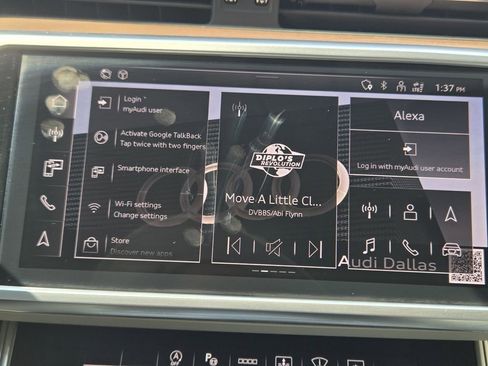 1:37 PM
Login
myAudi user
Activate Google TalkBack
Tap twice with two fingers
Smartphone interface
Wi-Fi settings
Change settings
Store
Discover new apps
DIPLO'S
REVOLUTION
Move A Little Cl...
DVBBS/Abi Flynn
Alexa
Log in with myAudi user account
Audi Dallas
A
OFF
P